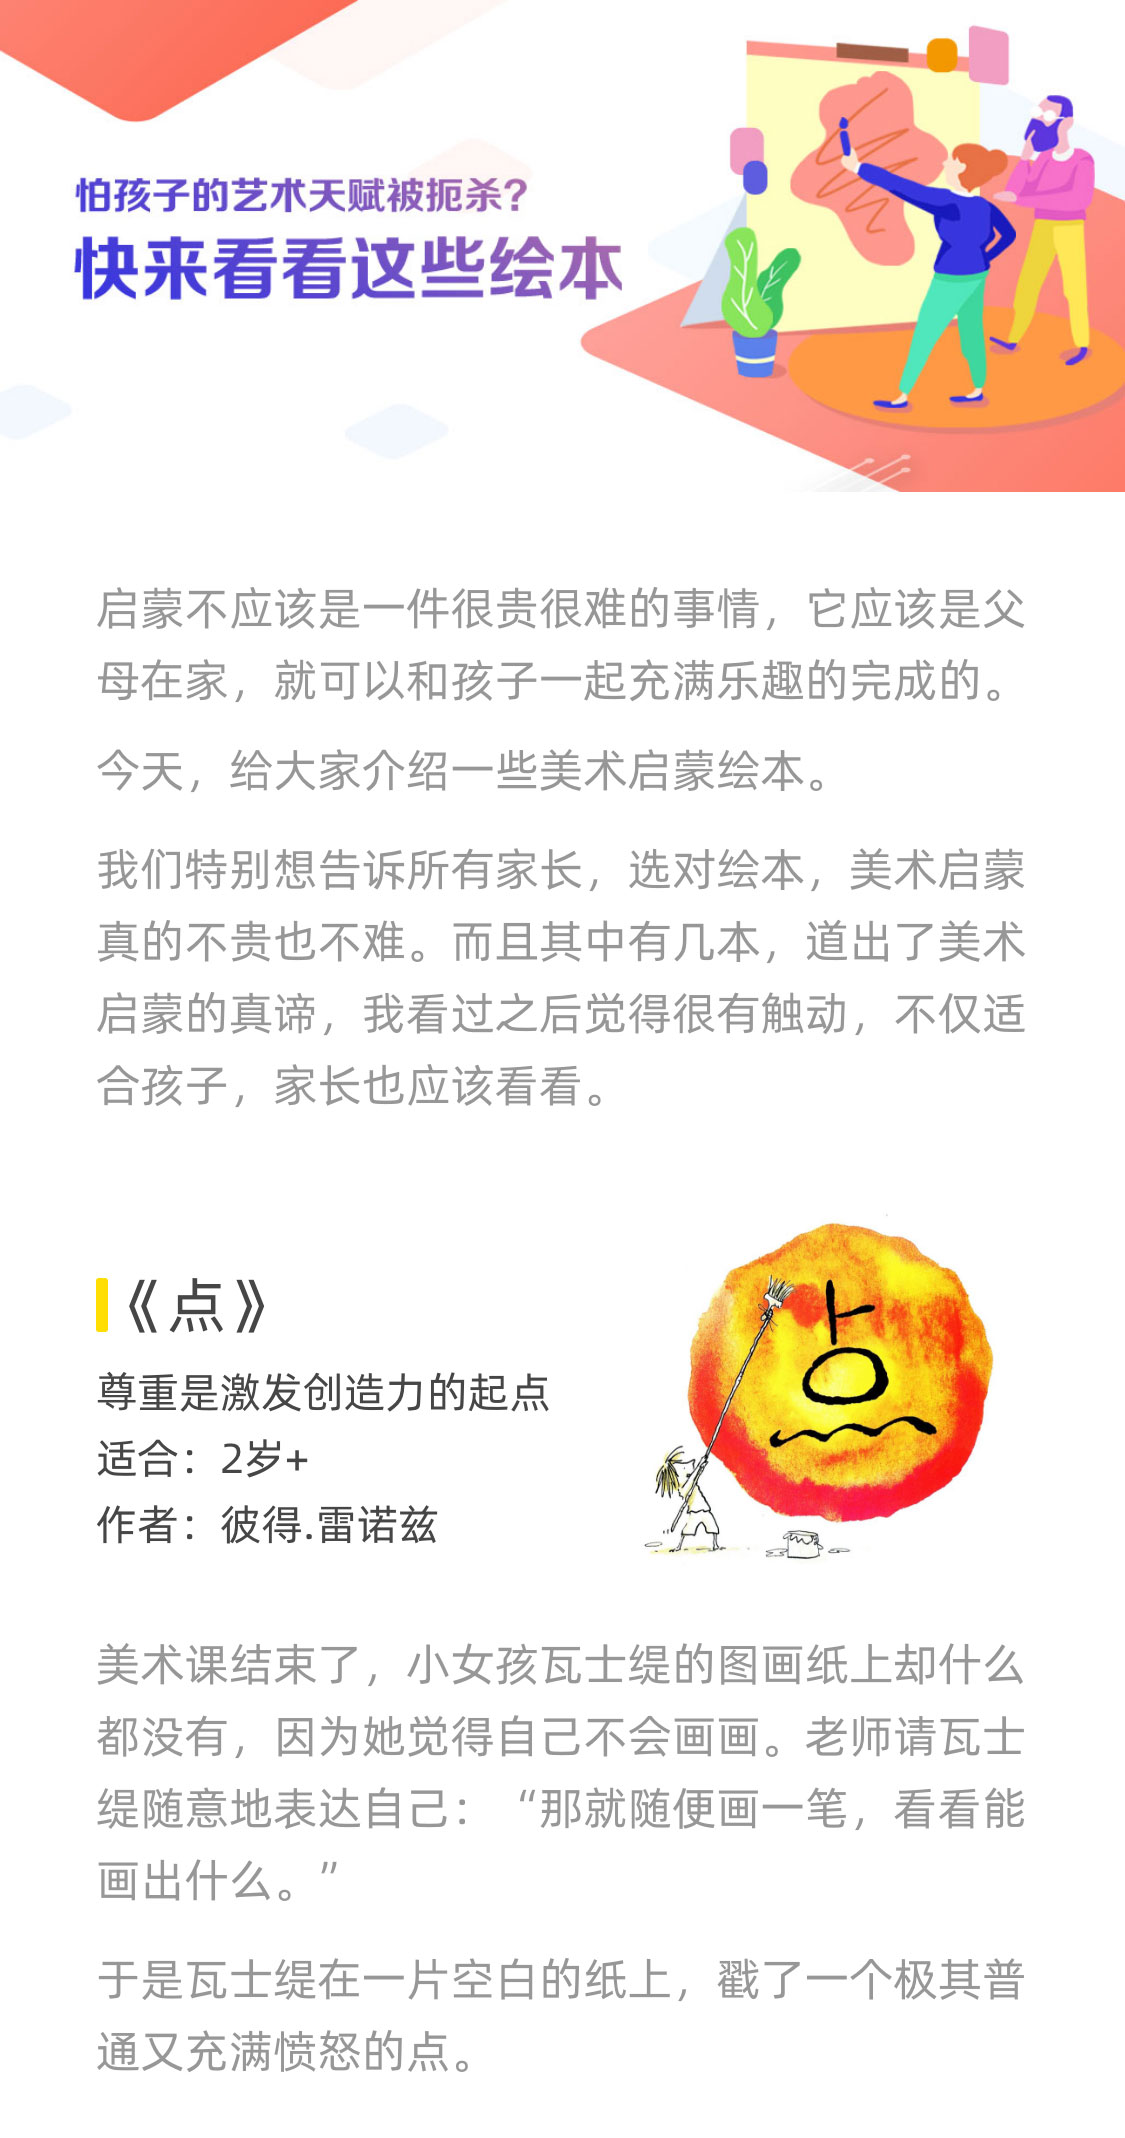 怕孩子的艺术天赋被扼杀？
快来看看这些绘本
启蒙不应该是一件很贵很难的事情，它应该是父
母在家，就可以和孩子一起充满乐趣的完成的。
今天，给大家介绍一些美术启蒙绘本。
我们特别想告诉所有家长，选对绘本，美术启蒙
真的不贵也不难。而且其中有几本，道出了美术
启蒙的真谛，我看过之后觉得很有触动，不仅适
合孩子，家长也应该看看。
《点》
尊重是激发创造力的起点
适合：2岁+
作者：彼得.雷诺兹
点
美术课结束了，小女孩瓦士缇的图画纸上却什么
都没有，因为她觉得自己不会画画。老师请瓦士
缇随意地表达自己：“那就随便画一笔，看看能
画出什么。”
于是瓦士缇在一片空白的纸上，戳了一个极其普
通又充满愤怒的点。